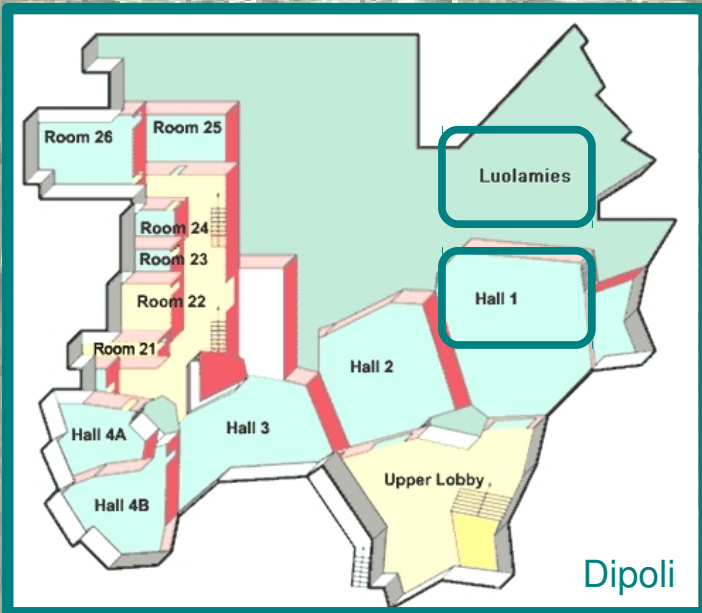 Room 25
Room 26
Luolamies
Room 24
Room 23
Room 22
Hall 1
Room 21
Hall 2
Hall 4A
Hall 3
Upper Lobby
Hall 4B
Dipoli